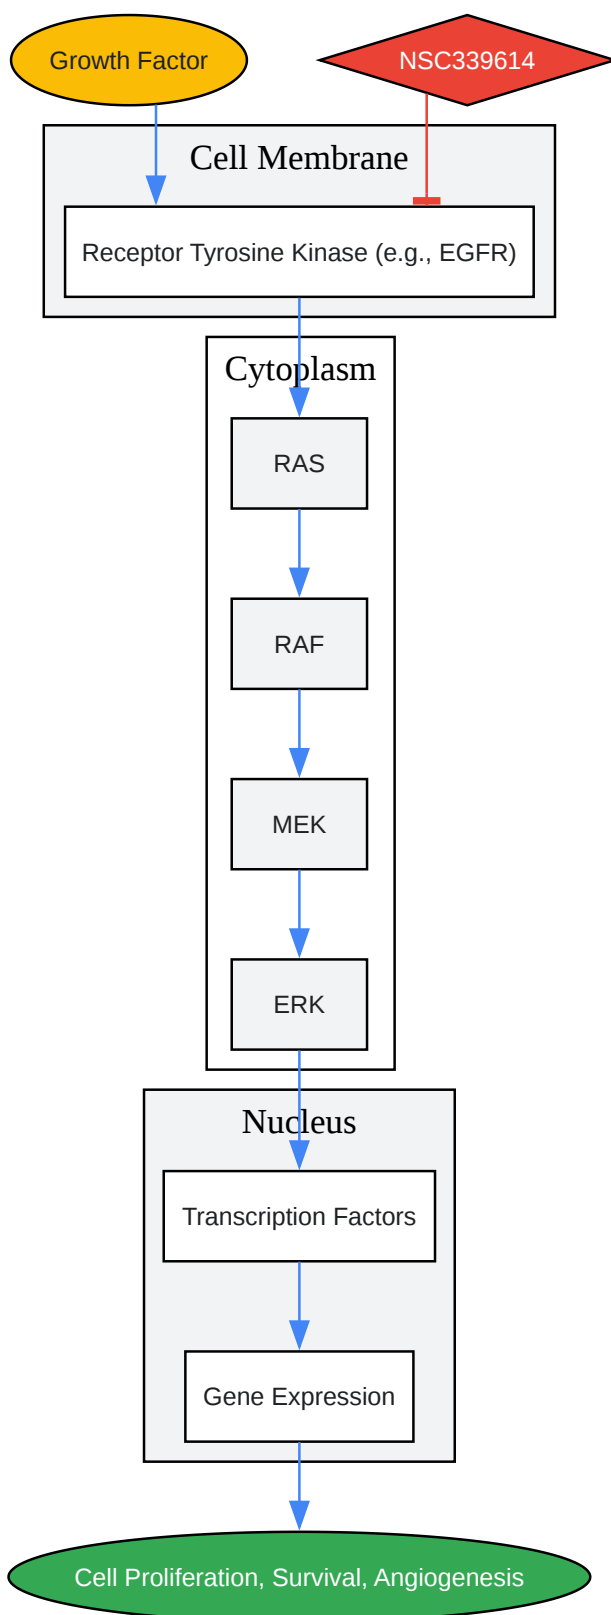 Growth Factor
NSC339614
Cell Membrane
Receptor Tyrosine Kinase (e.g., EGFR)
Cytoplasm
RAS
RAF
MEK
ERK
Nucleus
Transcription Factors
Gene Expression
Cell Proliferation, Survival, Angiogenesis